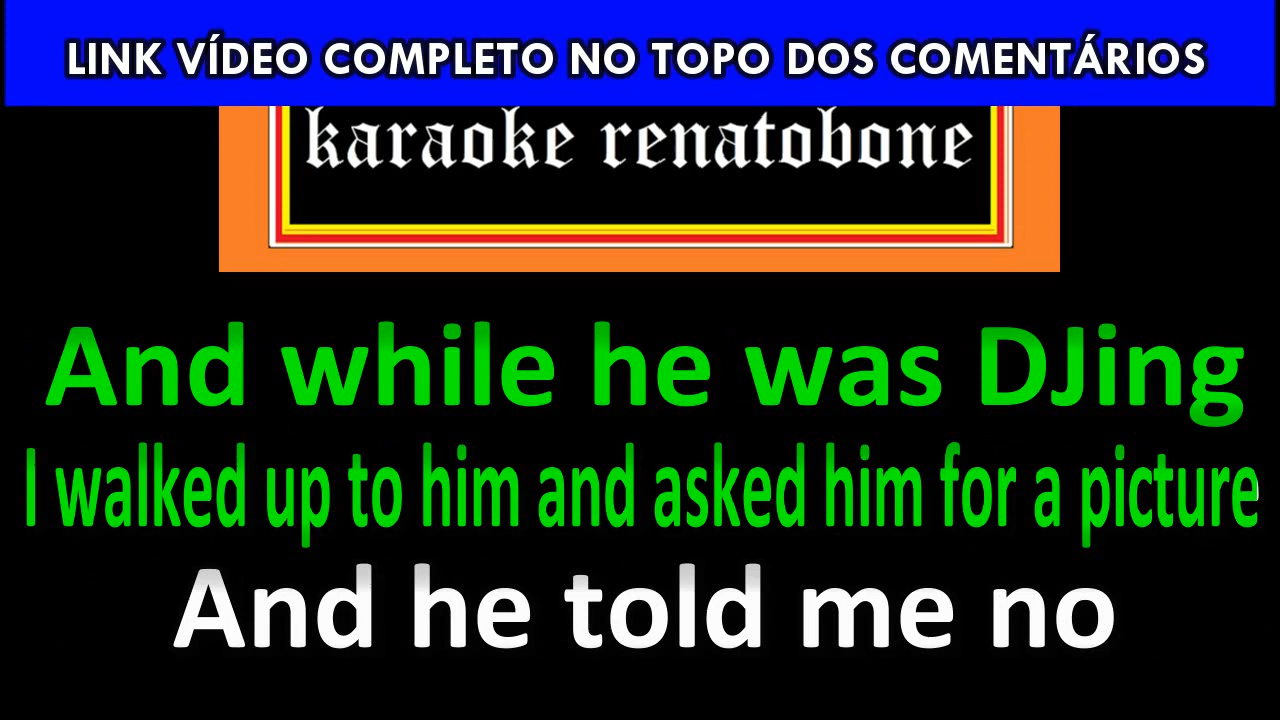 LINK VÍDEO COMPLETO NO TOPO DOS COMENTÁRIOS
karaoke renatobone
And while he was DJing
I walked up to him and asked him for a picture
And he told me no